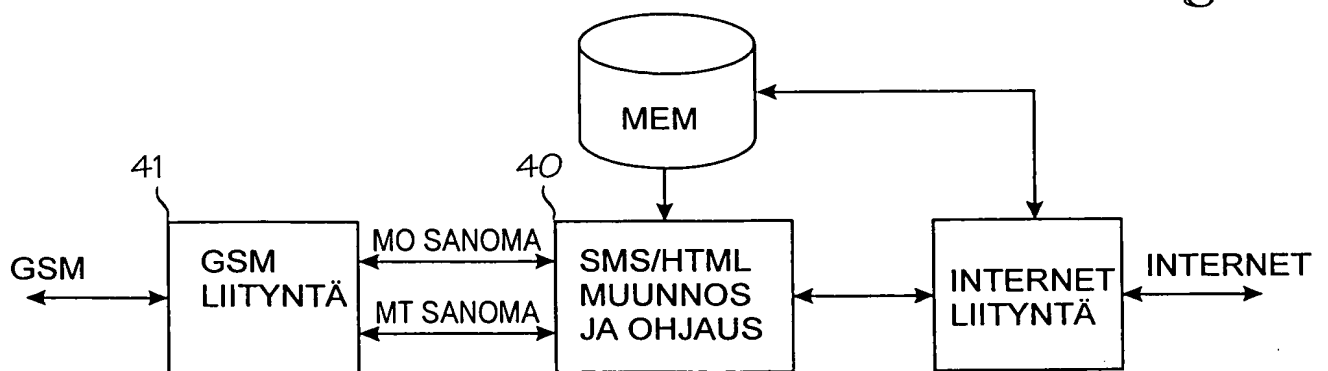 g
MEM
41
40
GSM
GSM
LIITYNTÄ
MO SANOMA
MT SANOMA
SMS/HTML
MUUNNOS
JA OHJAUS
INTERNET
LIITYNTÄ
INTERNET